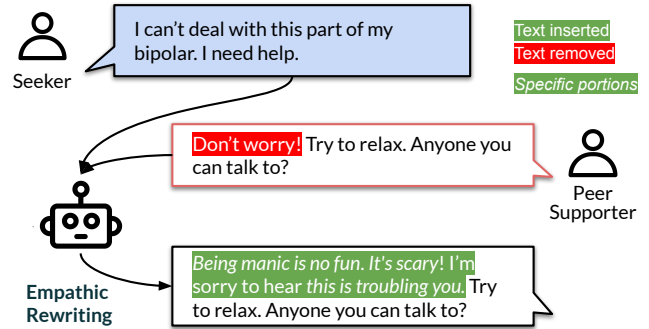 I can't deal with this part of my
bipolar. I need help.
Seeker
Text inserted
Text removed
Specific portions
Don't worry! Try to relax. Anyone you
can talk to?
Peer
Supporter
Being manic is no fun. It's scary! I'm
sorry to hear this is troubling you. Try
to relax. Anyone you can talk to?
Empathic
Rewriting